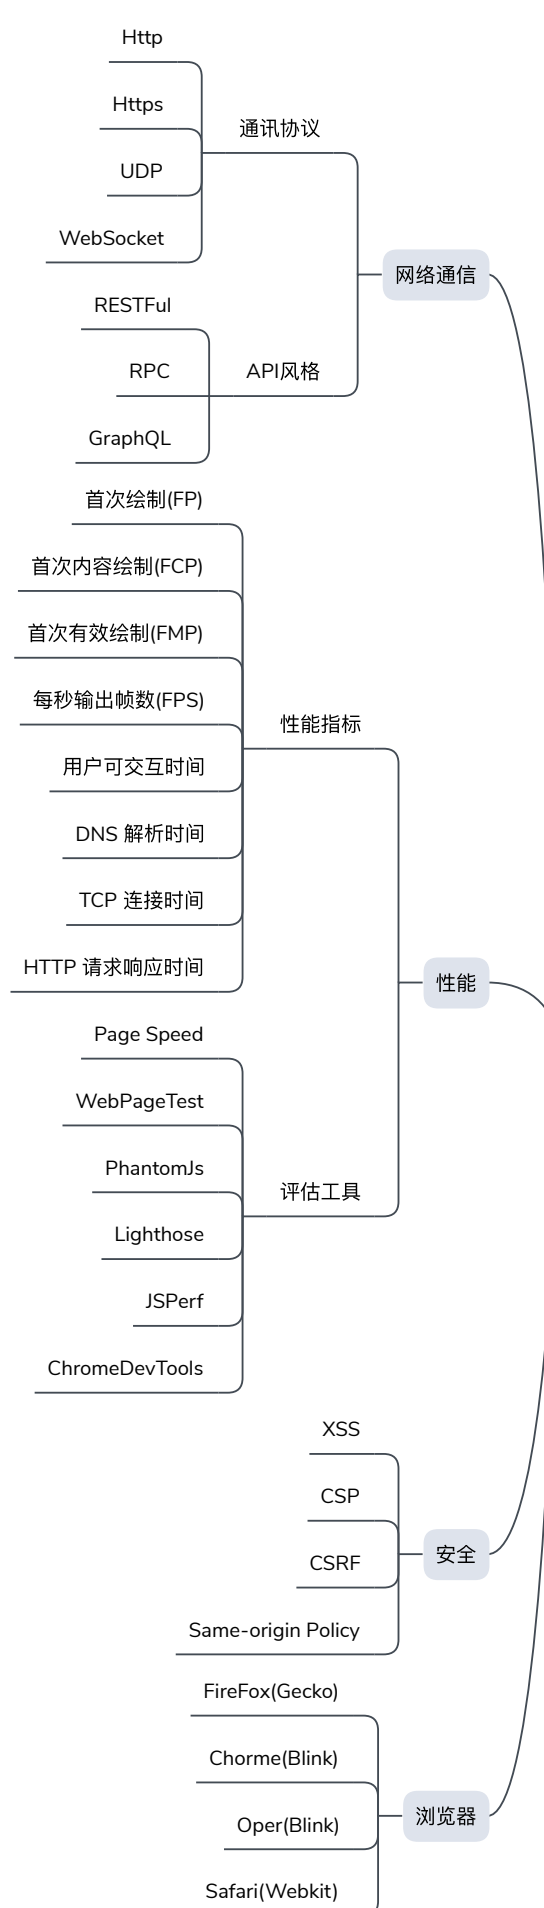 Http
Https
通讯协议
UDP
WebSocket
网络通信
RESTFul
RPC
API风格
GraphQL
首次绘制(FP)
首次内容绘制(FCP)
首次有效绘制(FMP)
每秒输出帧数(FPS)
性能指标
用户可交互时间
DNS 解析时间
TCP 连接时间
HTTP 请求响应时间
性能
Page Speed
WebPageTest
PhantomJs
评估工具
Lighthose
JSPerf
ChromeDevTools
XSS
CSP
安全
CSRF
Same-origin Policy
FireFox(Gecko)
Chorme(Blink)
浏览器
Oper(Blink)
Safari(Webkit)